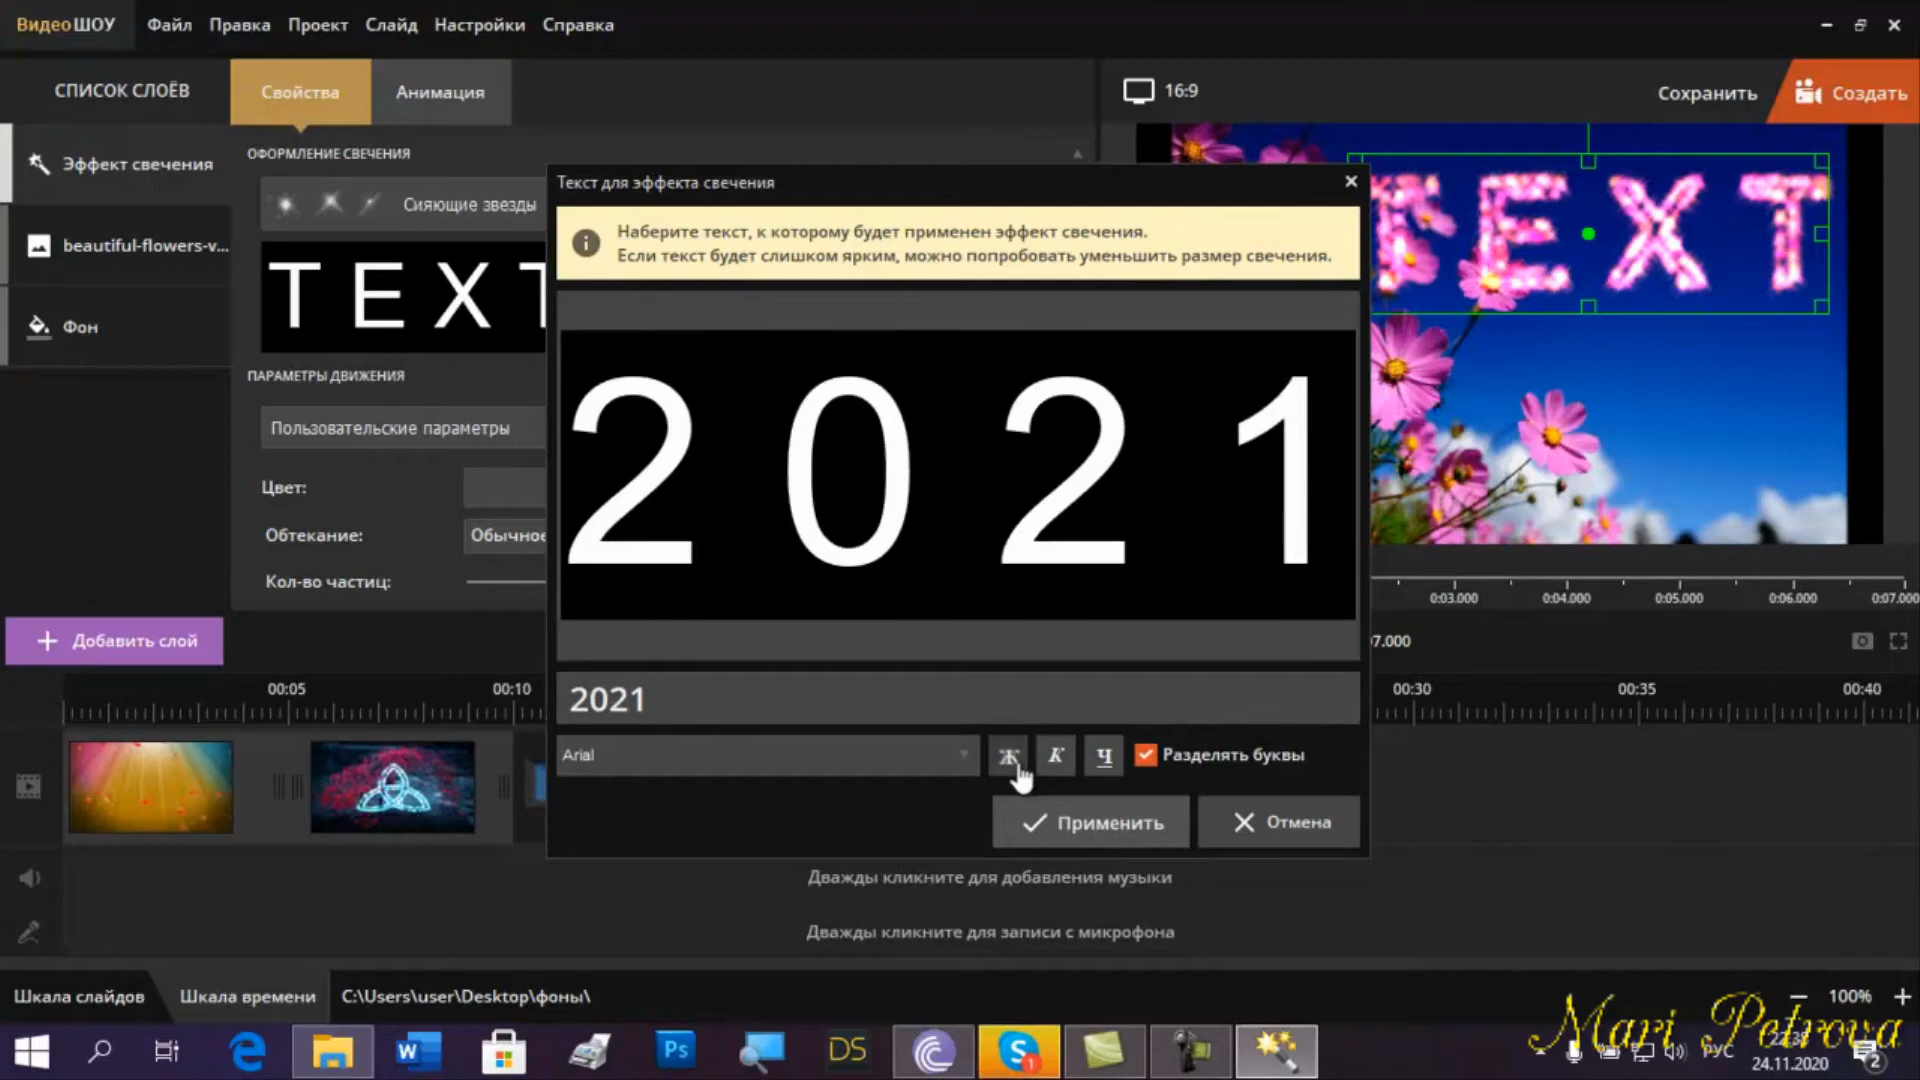 ВидеоШОУ Файл Правка Проект Слайд Настройки Справка
СПИСОК СЛОЁВ Свойства Анимация 16:9 Сохранить Создать
Эффект свечения
beautiful-flowers-v...
Фон
Добавить слой
ОФОРМЛЕНИЕ СВЕЧЕНИЯ
Сияющие звезды
TEXT
ПАРАМЕТРЫ ДВИЖЕНИЯ
Пользовательские параметры
Цвет:
Обтекание: Обычное
Кол-во частиц:
Текст для эффекта свечения
Наберите текст, к которому будет применен эффект свечения.
Если текст будет слишком ярким, можно попробовать уменьшить размер свечения.
2021
2021
Arial Ж К Ч Разделять буквы
Применить Отмена
TEXT
0:03.000 0:04.000 0:05.000 0:06.000 0:07.000
7.000
00:05 00:10 00:30 00:35 00:40
Дважды кликните для добавления музыки
Дважды кликните для записи с микрофона
Шкала слайдов Шкала времени C:\Users\user\Desktop\фоны\ 100%
Mari Petrova
W Ps DS S 1 РУС
24.11.2020 2